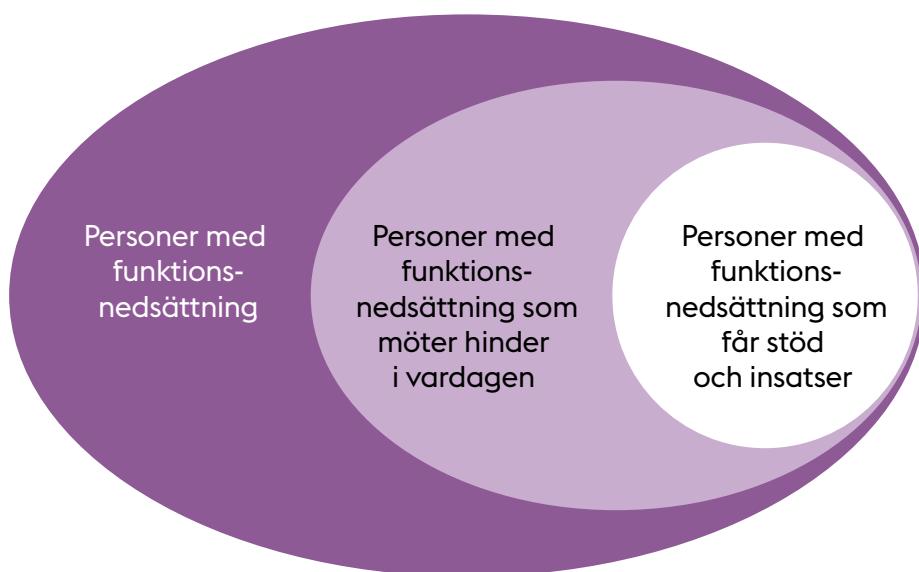 Personer med
funktions-
nedsättning
Personer med
funktions-
nedsättning som
möter hinder
i vardagen
Personer med
funktions-
nedsättning som
får stöd
och insatser